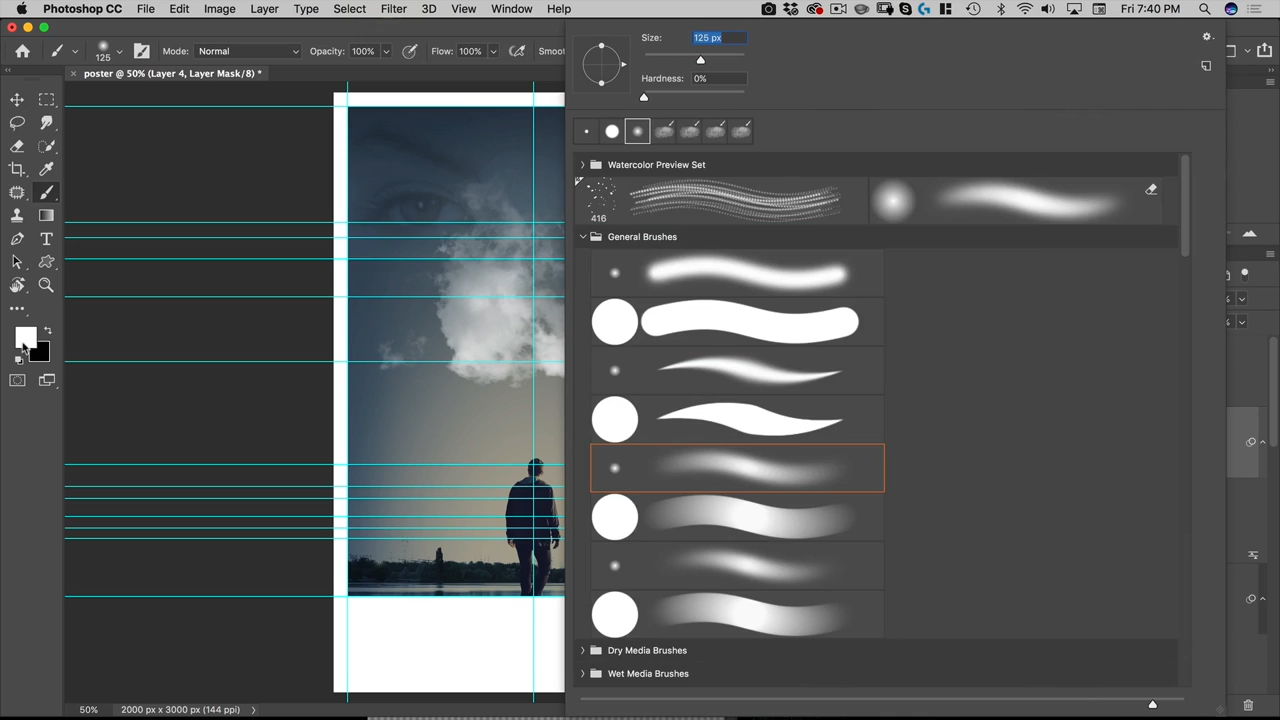 Photoshop CC File Edit Image Layer Type Select Filter 3D View Window Help Fri 7:40 PM
125 Mode: Normal Opacity: 100% Flow: 100% Smoot
Size: 125 px
Hardness: 0%
poster @ 50% (Layer 4, Layer Mask/8) *
Watercolor Preview Set
416
General Brushes
Dry Media Brushes
Wet Media Brushes
50% 2000 px x 3000 px (144 ppi)